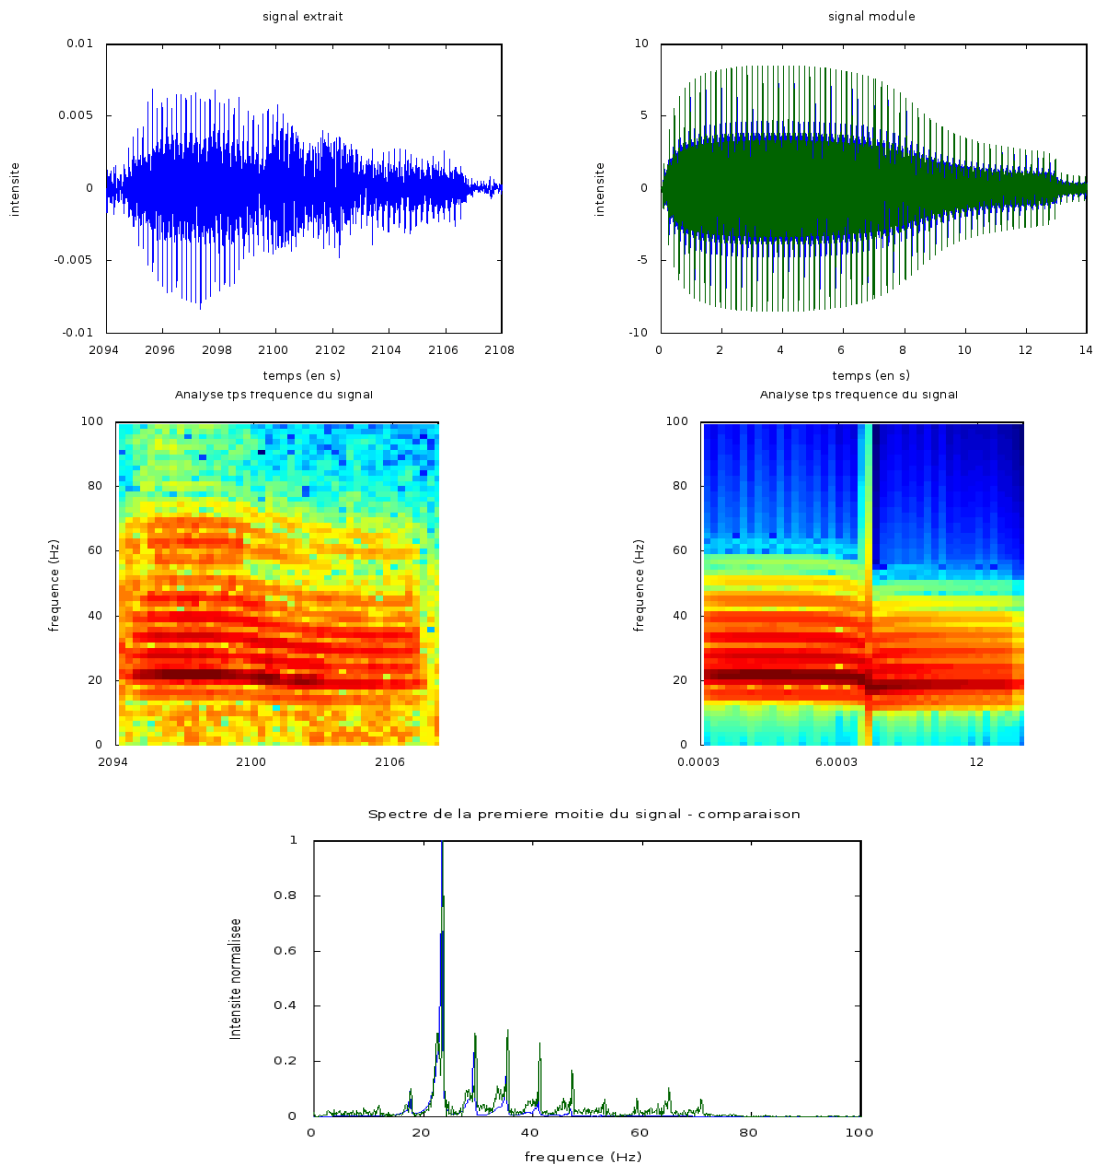 signal extrait
signal module
0.01
0.005
0
-0.005
-0.01
intensite
2094 2096 2098 2100 2102 2104 2106 2108
temps (en s)
10
5
0
-5
-10
intensite
0 2 4 6 8 10 12 14
temps (en s)
Analyse tps frequence du signal
100
80
60
40
20
0
frequence (Hz)
2094 2100 2106
Analyse tps frequence du signal
100
80
60
40
20
0
frequence (Hz)
0.0003 6.0003 12
Spectre de la premiere moitie du signal - comparaison
1
0.8
0.6
0.4
0.2
0
Intensite normalisee
0 20 40 60 80 100
frequence (Hz)